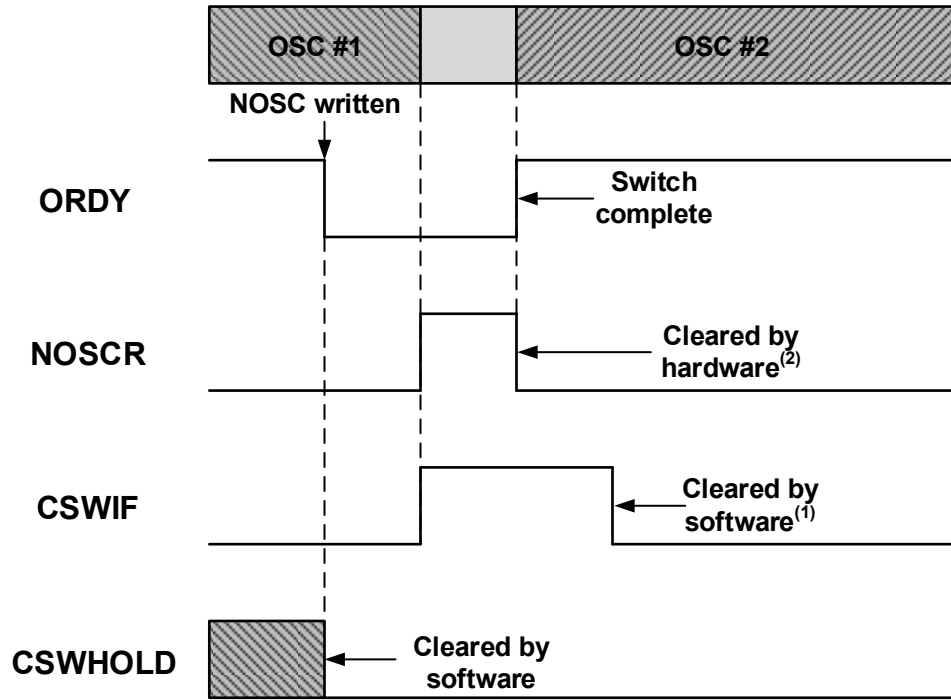 OSC #1
OSC #2
NOSC written
ORDY
Switch
complete
NOSCR
Cleared by
hardware(2)
CSWIF
Cleared by
software(1)
CSWHOLD
Cleared by
software